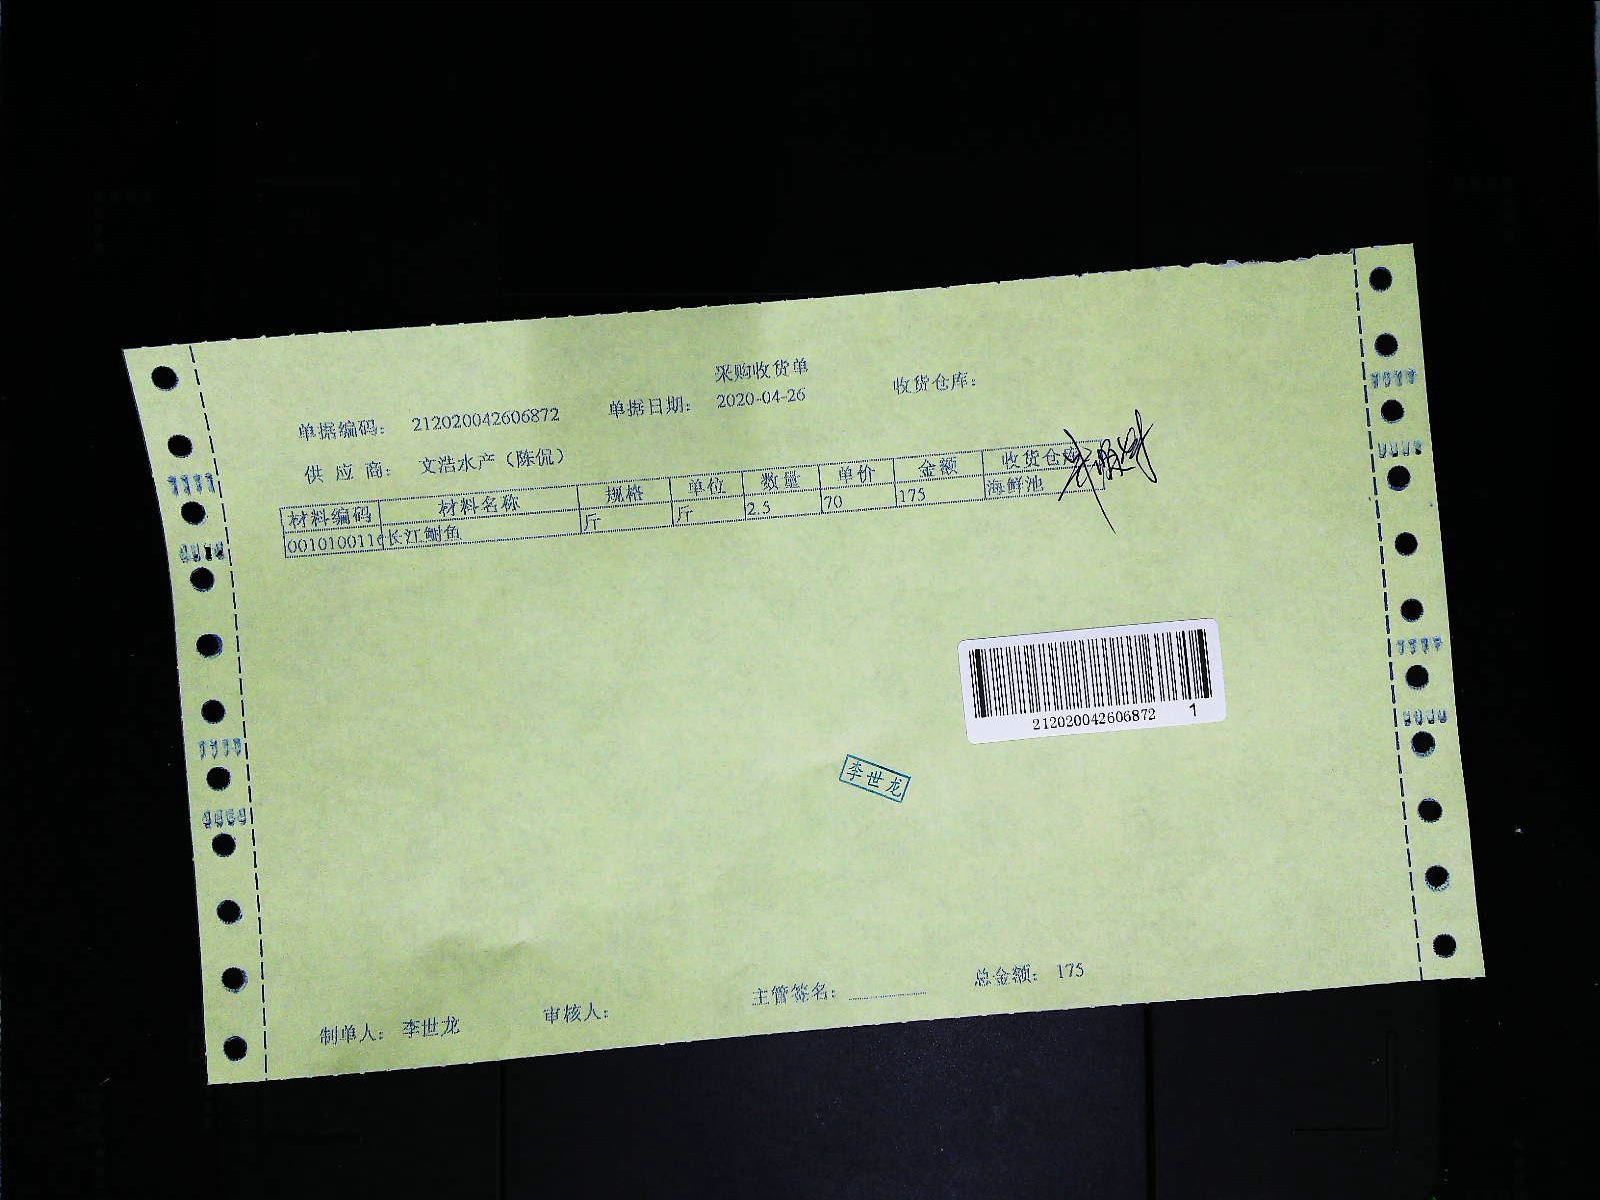 采购收货单
单据编码： 212020042606872 单据日期： 2020-04-26 收货仓库：
供 应 商： 文浩水产（陈侃）
材料编码 材料名称 规格 单位 数量 单价 金额 收货仓
001010011 长江鮰鱼 斤 斤 2.5 70 175 海鲜池
212020042606872 1
李世龙
制单人： 李世龙 审核人： 主管签名： 总金额： 175